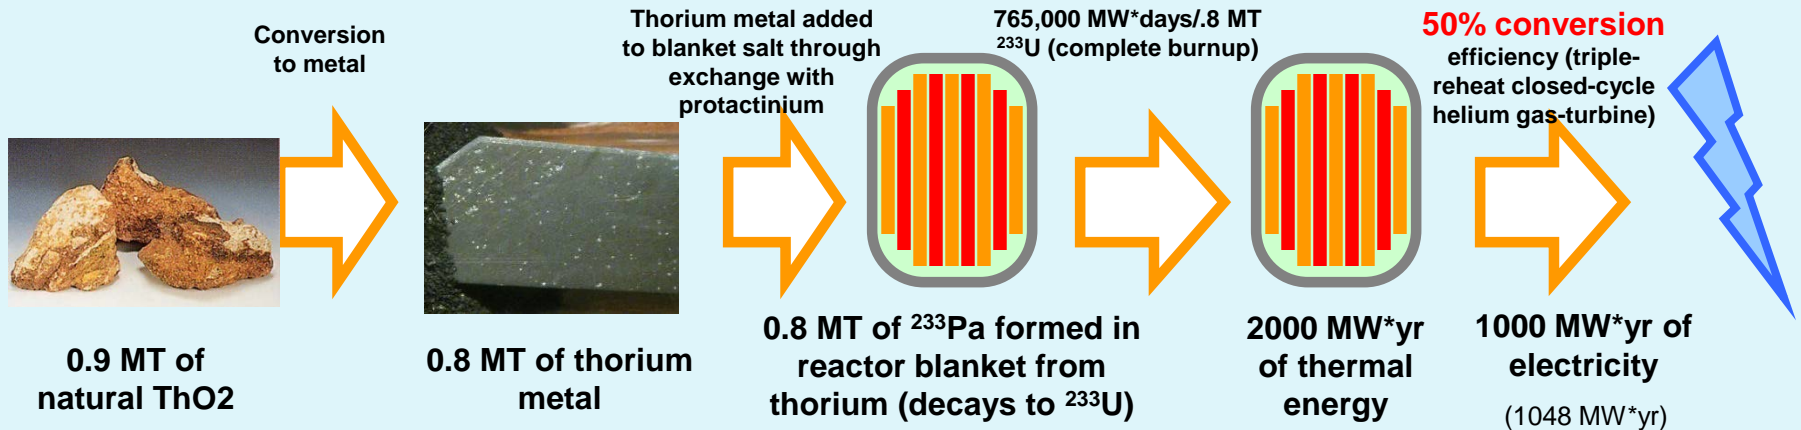 Conversion
to metal
Thorium metal added
to blanket salt through
exchange with
protactinium
765,000 MW*days/.8 MT
²³³U (complete burnup)
50% conversion
efficiency (triple-
reheat closed-cycle
helium gas-turbine)
0.9 MT of
natural ThO2
0.8 MT of thorium
metal
0.8 MT of ²³³Pa formed in
reactor blanket from
thorium (decays to ²³³U)
2000 MW*yr
of thermal
energy
1000 MW*yr of
electricity
(1048 MW*yr)